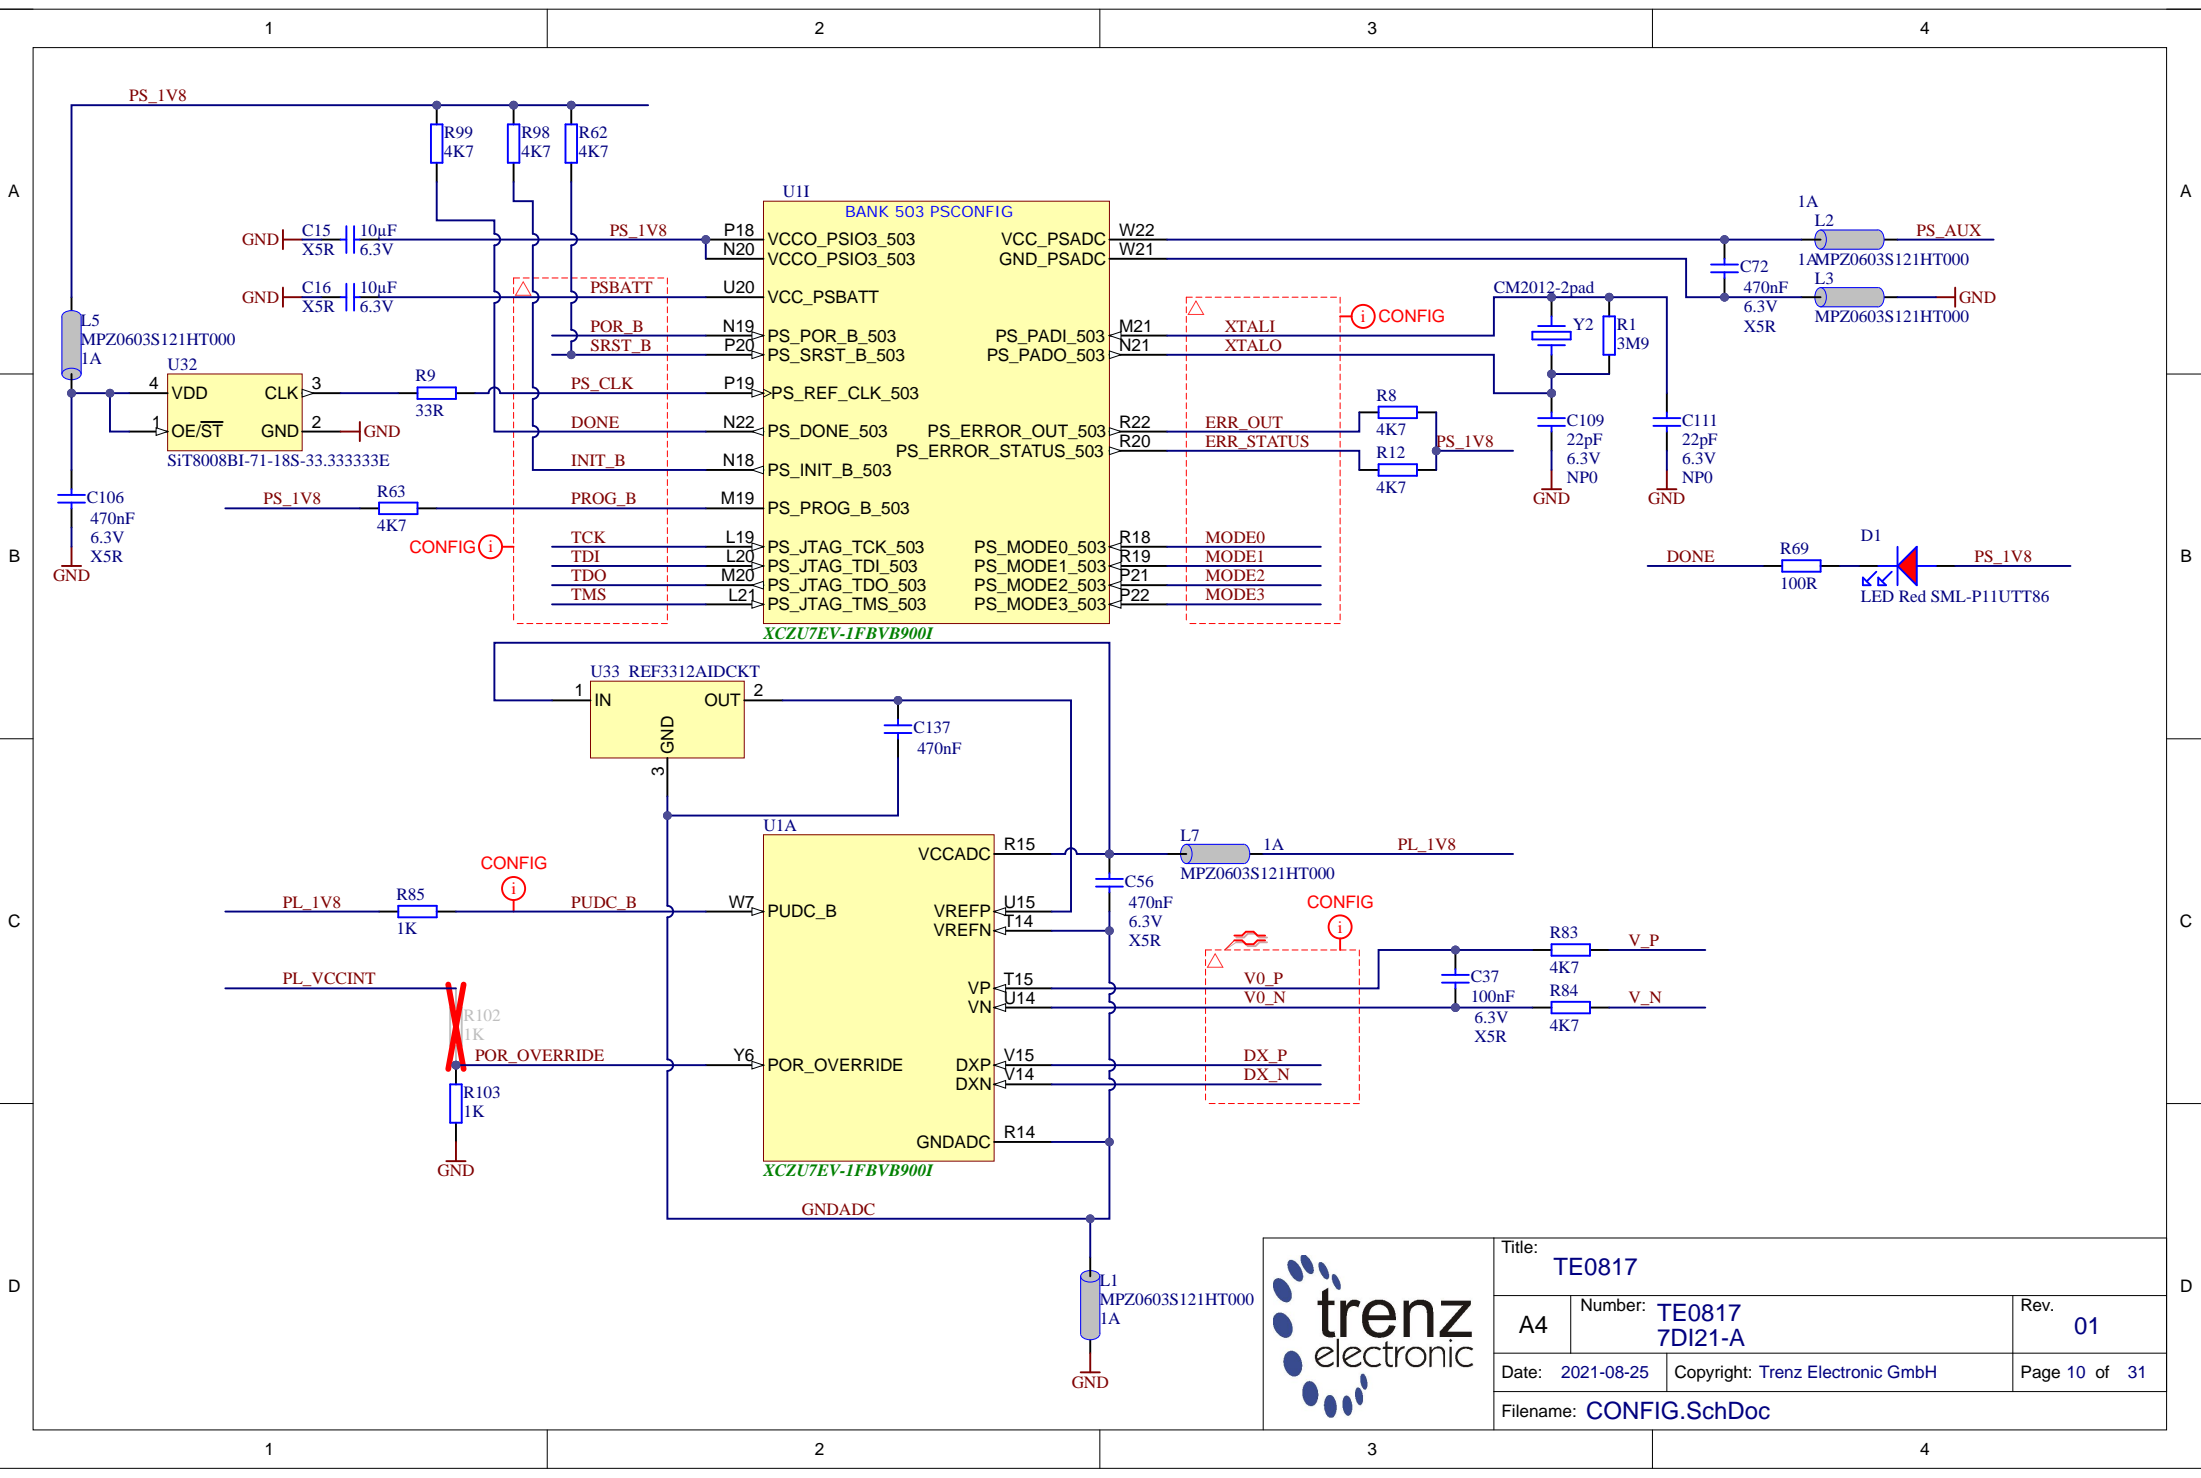 1 2 3 4
A
B
C
D
PS_1V8
R99
4K7
R98
4K7
R62
4K7
GND
C15
X5R
10µF
6.3V
PS_1V8
GND
C16
X5R
10µF
6.3V
PSBATT
POR_B
SRST_B
PS_CLK
DONE
INIT_B
PROG_B
TCK
TDI
TDO
TMS
CONFIG i
L5
MPZ0603S121HT000
1A
U32
4 VDD
1 OE/ST
CLK 3
GND 2
GND
SiT8008BI-71-18S-33.333333E
R9
33R
C106
470nF
6.3V
X5R
GND
PS_1V8
R63
4K7
U1I
BANK 503 PSCONFIG
P18 VCCO_PSIO3_503
N20 VCCO_PSIO3_503
U20 VCC_PSBATT
N19 PS_POR_B_503
P20 PS_SRST_B_503
P19 PS_REF_CLK_503
N22 PS_DONE_503
N18 PS_INIT_B_503
M19 PS_PROG_B_503
L19 PS_JTAG_TCK_503
L20 PS_JTAG_TDI_503
M20 PS_JTAG_TDO_503
L21 PS_JTAG_TMS_503
VCC_PSADC W22
GND_PSADC W21
PS_PADI_503 M21
PS_PADO_503 N21
PS_ERROR_OUT_503 R22
PS_ERROR_STATUS_503 R20
PS_MODE0_503 R18
PS_MODE1_503 R19
PS_MODE2_503 P21
PS_MODE3_503 P22
XCZU7EV-1FBVB900I
XTALI
XTALO
ERR_OUT
ERR_STATUS
MODE0
MODE1
MODE2
MODE3
i CONFIG
R8
4K7
R12
4K7
PS_1V8
CM2012-2pad
Y2
R1
3M9
C109
22pF
6.3V
NP0
GND
C111
22pF
6.3V
NP0
GND
1A
L2
MPZ0603S121HT000
PS_AUX
C72
470nF
6.3V
X5R
1A
L3
MPZ0603S121HT000
GND
DONE
R69
100R
D1
LED Red SML-P11UTT86
PS_1V8
U33 REF3312AIDCKT
1 IN
OUT 2
GND
3
C137
470nF
U1A
VCCADC R15
W7 PUDC_B
VREFP U15
VREFN T14
VP T15
VN U14
Y6 POR_OVERRIDE
DXP V15
DXN V14
GNDADC R14
XCZU7EV-1FBVB900I
CONFIG
i
PL_1V8
R85
1K
PUDC_B
PL_VCCINT
R102
1K
POR_OVERRIDE
R103
1K
GND
GNDADC
L7
1A
MPZ0603S121HT000
PL_1V8
C56
470nF
6.3V
X5R
CONFIG
i
V0_P
V0_N
DX_P
DX_N
C37
100nF
6.3V
X5R
R83
4K7
V_P
R84
4K7
V_N
L1
MPZ0603S121HT000
1A
GND
trenz
electronic
Title:
TE0817
A4
Number: TE0817
7DI21-A
Rev.
01
Date: 2021-08-25
Copyright: Trenz Electronic GmbH
Page 10 of 31
Filename: CONFIG.SchDoc
A
B
C
D
1 2 3 4